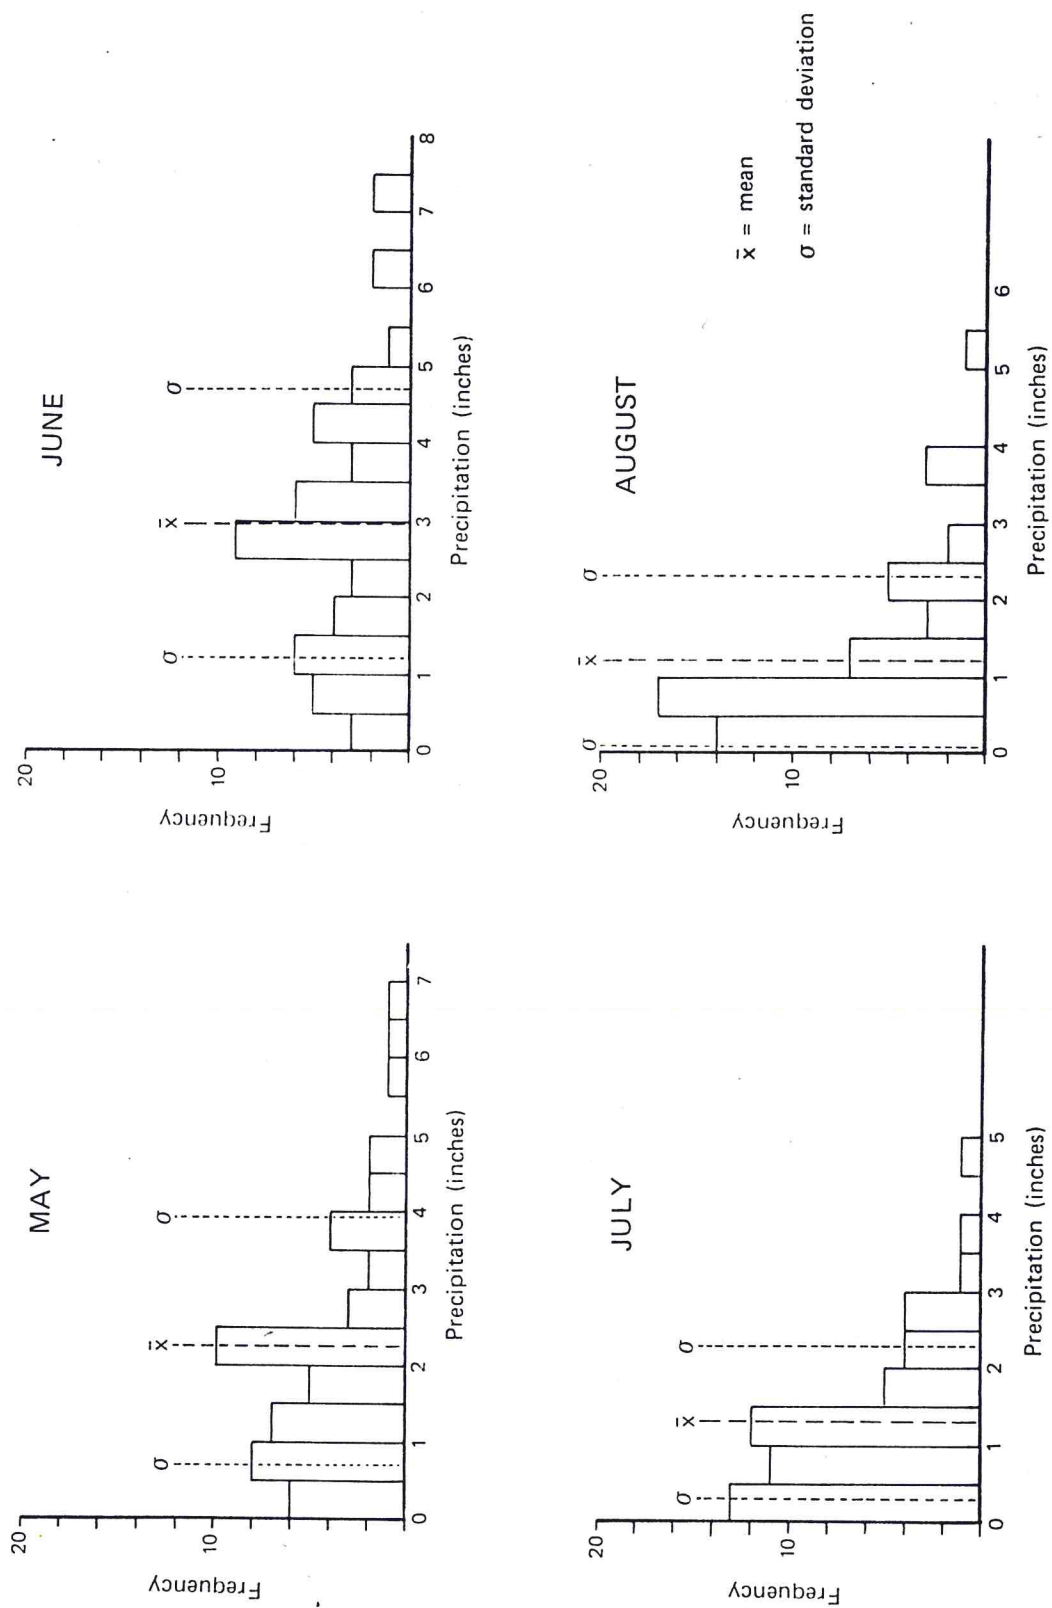 MAY
20
10
Frequency
σ
x̄
σ
0 1 2 3 4 5 6 7
Precipitation (inches)
JUNE
20
10
Frequency
σ
x̄
σ
0 1 2 3 4 5 6 7 8
Precipitation (inches)
JULY
20
10
Frequency
σ
x̄
σ
0 1 2 3 4 5
Precipitation (inches)
AUGUST
20
10
Frequency
σ
x̄
σ
0 1 2 3 4 5 6
Precipitation (inches)
x̄ = mean
σ = standard deviation